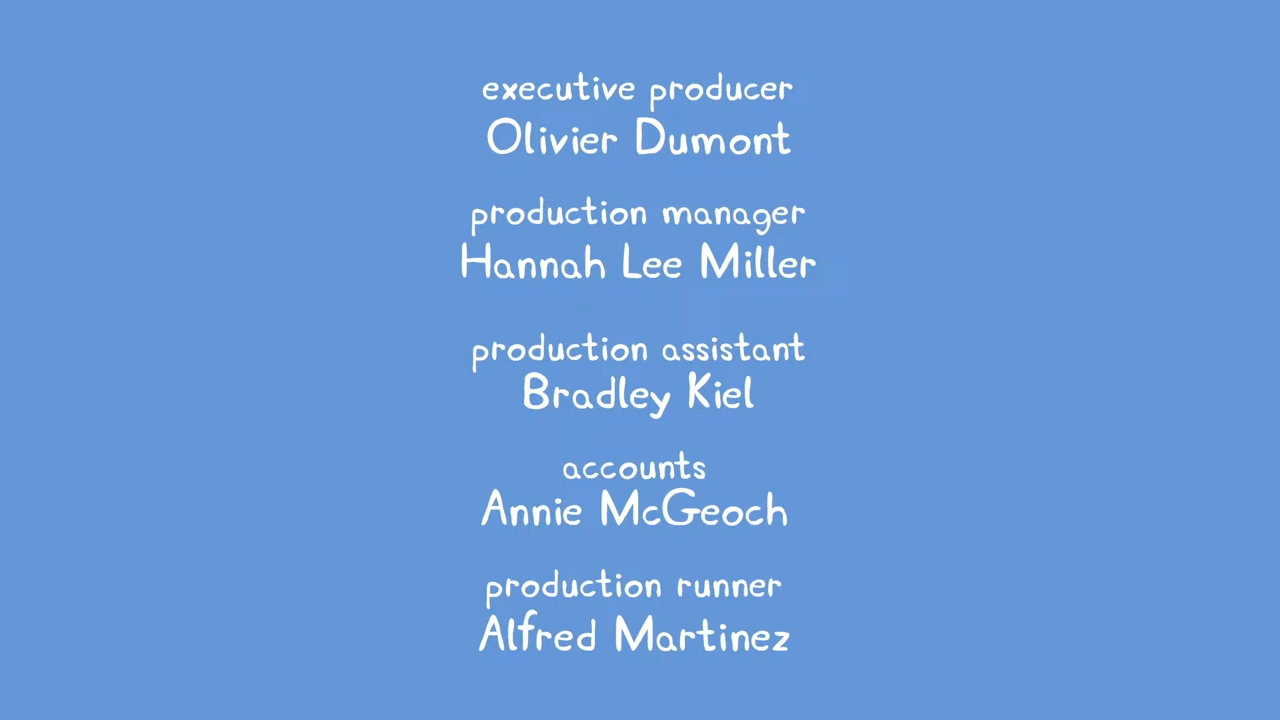 executive producer
Olivier Dumont
production manager
Hannah Lee Miller
production assistant
Bradley Kiel
accounts
Annie McGeoch
production runner
Alfred Martinez